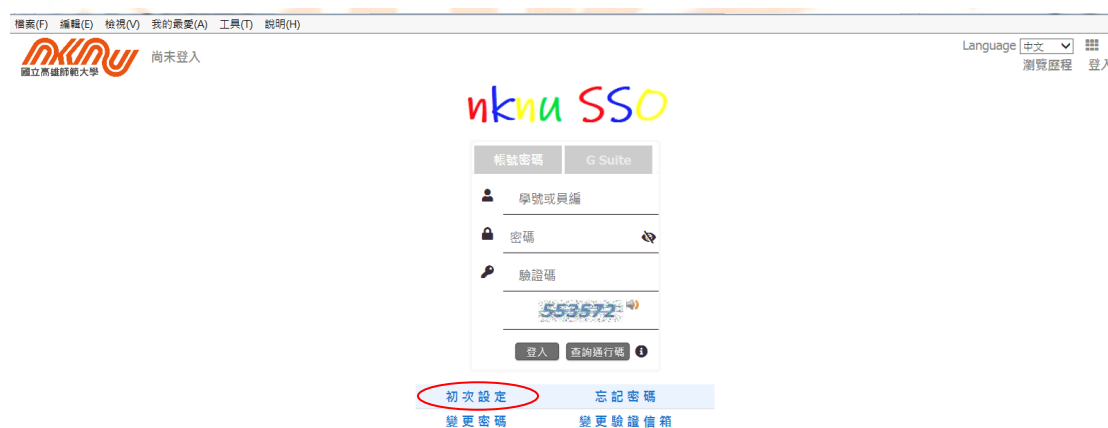 檔案(F) 編輯(E) 檢視(V) 我的最愛(A) 工具(T) 說明(H)
NKNU
國立高雄師範大學
尚未登入
Language 中文
瀏覽歷程 登入
nknu SSO
帳號密碼 G Suite
學號或員編
密碼
驗證碼
553572
登入 查詢通行碼
初次設定 忘記密碼
變更密碼 變更驗證信箱